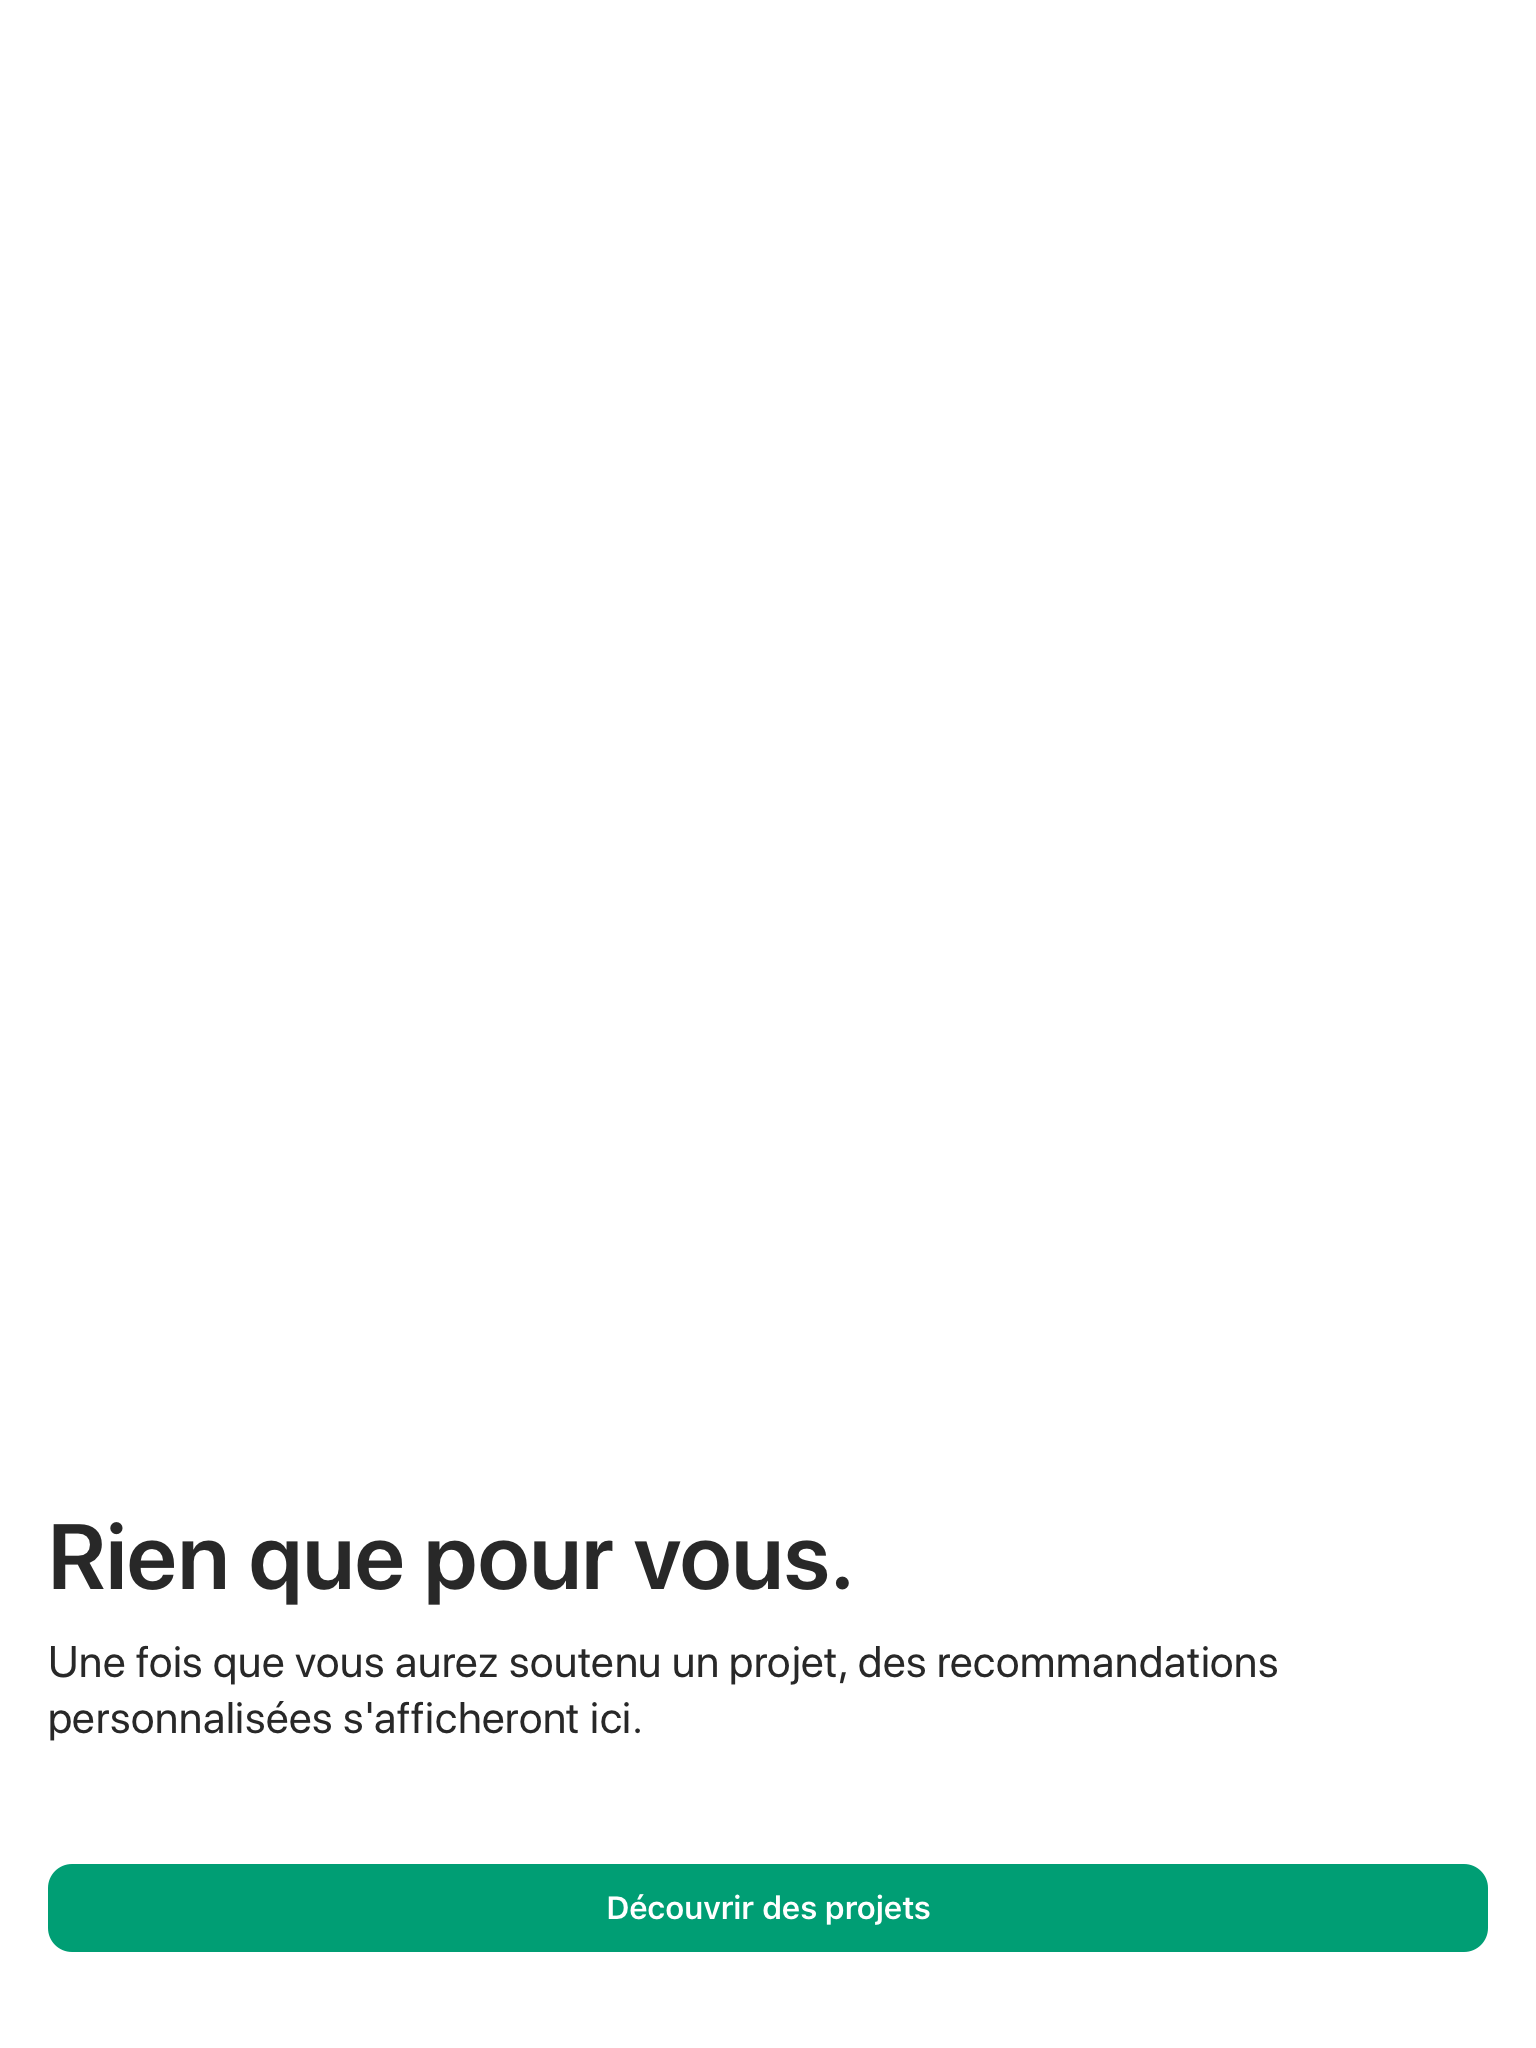 Rien que pour vous.
Une fois que vous aurez soutenu un projet, des recommandations
personnalisées s'afficheront ici.
Découvrir des projets